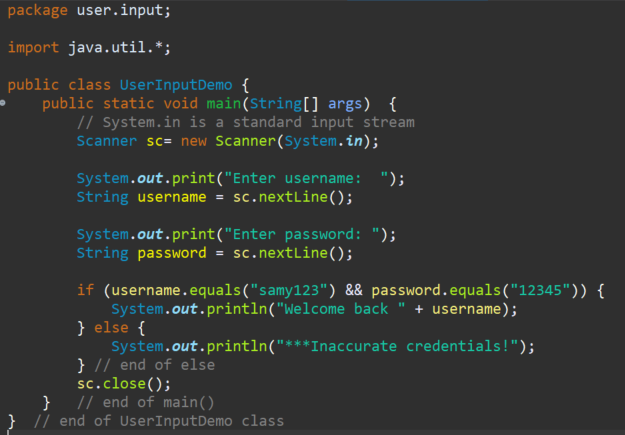 package user.input;
import java.util.*;
public class UserInputDemo {
    public static void main(String[] args)  {
        // System.in is a standard input stream
        Scanner sc= new Scanner(System.in);
        System.out.print("Enter username:  ");
        String username = sc.nextLine();
        System.out.print("Enter password: ");
        String password = sc.nextLine();
        if (username.equals("samy123") && password.equals("12345")) {
            System.out.println("Welcome back " + username);
        } else {
            System.out.println("***Inaccurate credentials!");
        } // end of else
        sc.close();
    }   // end of main()
}  // end of UserInputDemo class